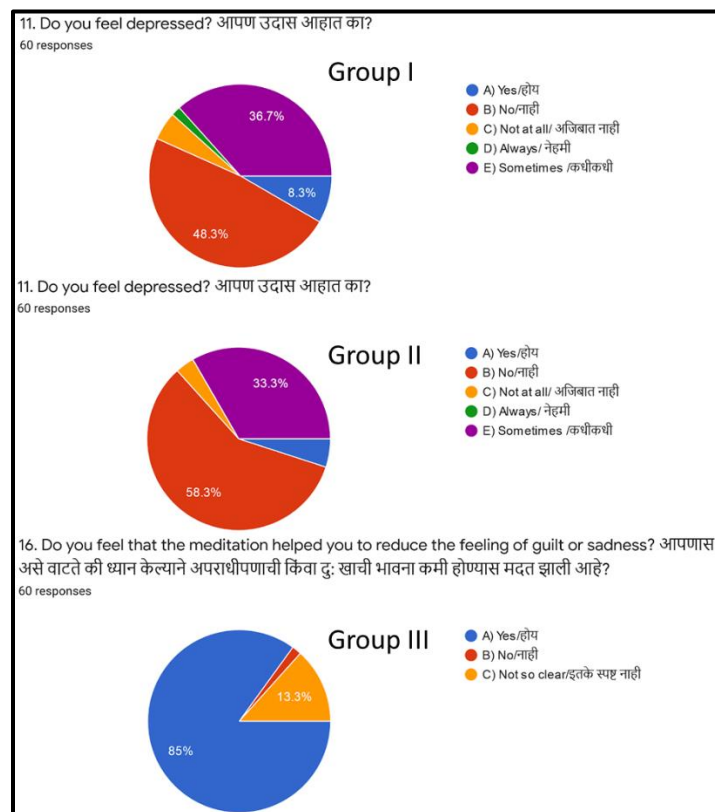 11. Do you feel depressed? आपण उदास आहात का?
60 responses
Group I
A) Yes/होय
B) No/नाही
C) Not at all/ अजिबात नाही
D) Always/ नेहमी
E) Sometimes /कधीकधी
36.7%
8.3%
48.3%
11. Do you feel depressed? आपण उदास आहात का?
60 responses
Group II
A) Yes/होय
B) No/नाही
C) Not at all/ अजिबात नाही
D) Always/ नेहमी
E) Sometimes /कधीकधी
33.3%
58.3%
16. Do you feel that the meditation helped you to reduce the feeling of guilt or sadness? आपणास
असे वाटते की ध्यान केल्याने अपराधीपणाची किंवा दु: खाची भावना कमी होण्यास मदत झाली आहे?
60 responses
Group III
A) Yes/होय
B) No/नाही
C) Not so clear/इतके स्पष्ट नाही
13.3%
85%